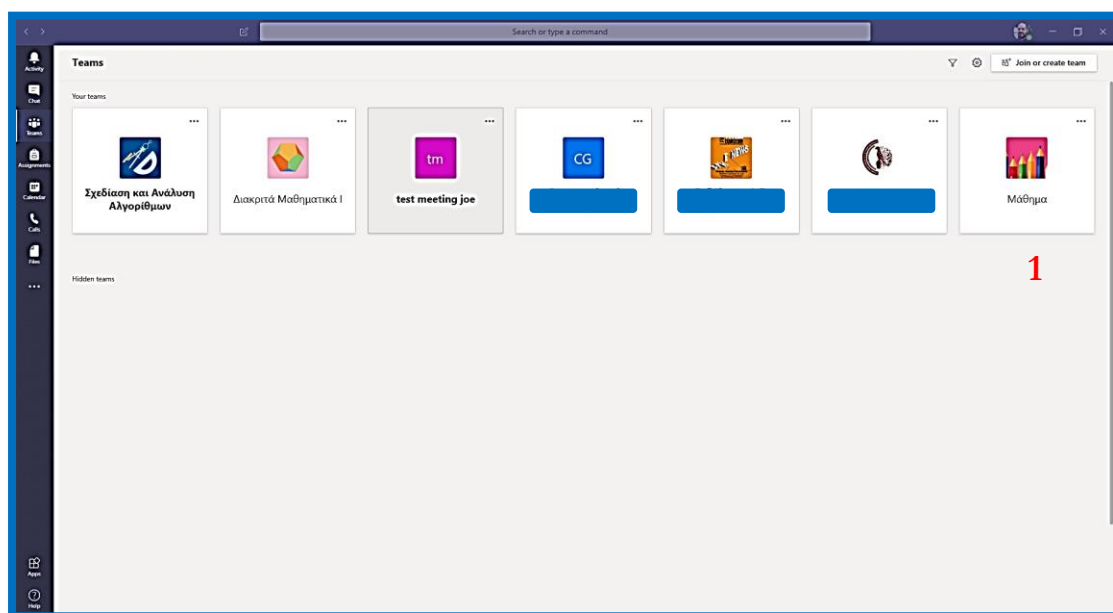 Search or type a command
Activity
Chat
Teams
Assignments
Calendar
Calls
Files
Apps
Help
Teams
Join or create team
Your teams
Σχεδίαση και Ανάλυση
Αλγορίθμων
Διακριτά Μαθηματικά Ι
tm
test meeting joe
CG
Μάθημα
1
Hidden teams